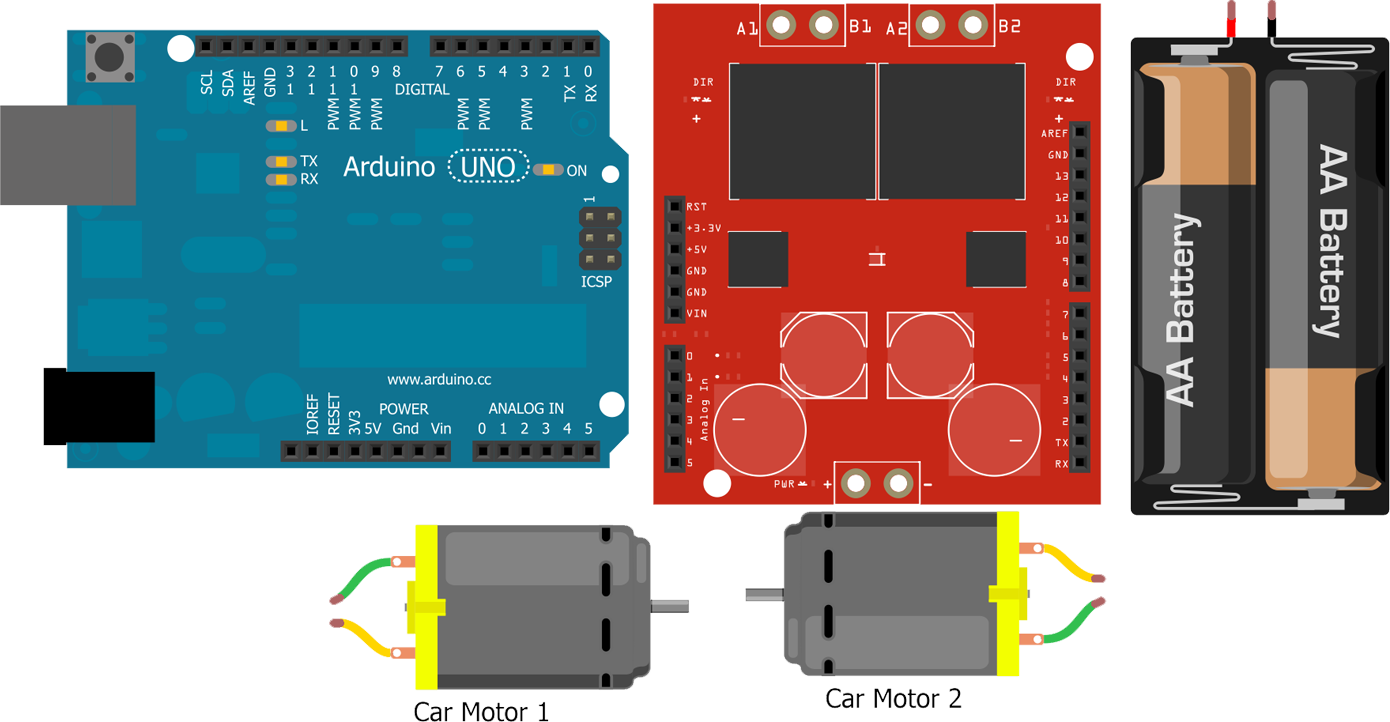 SCL
SDA
AREF
GND
13
12
11
10
9
8
7
6
5
4
3
2
1
0
PWM
PWM
PWM
DIGITAL
PWM
PWM
PWM
TX
RX
L
TX
RX
Arduino UNO
ON
1
ICSP
www.arduino.cc
POWER
ANALOG IN
IOREF
RESET
3V3
5V
Gnd
Vin
0
1
2
3
4
5
A1
B1
A2
B2
DIR
+
DIR
+
RST
+3.3V
+5V
GND
GND
VIN
0
1
2
3
4
5
Analog In
AREF
GND
13
12
11
10
9
8
7
6
5
4
3
2
TX
RX
PWR
+
-
AA Battery
AA Battery
Car Motor 1
Car Motor 2